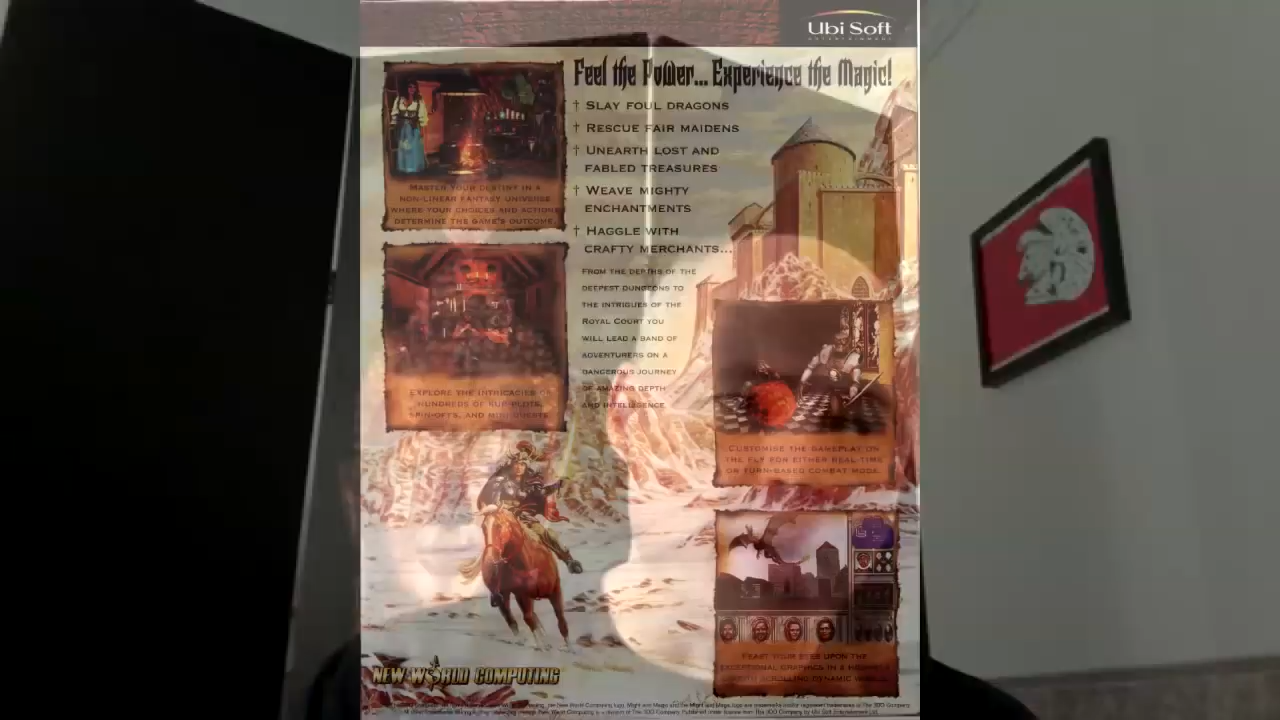 Ubi Soft
ENTERTAINMENT
Feel the Power... Experience the Magic!
† SLAY FOUL DRAGONS
† RESCUE FAIR MAIDENS
† UNEARTH LOST AND
FABLED TREASURES
† WEAVE MIGHTY
ENCHANTMENTS
† HAGGLE WITH
CRAFTY MERCHANTS...
FROM THE DEPTHS OF THE
DEEPEST DUNGEONS TO
THE INTRIGUES OF THE
ROYAL COURT YOU
WILL LEAD A BAND OF
ADVENTURERS ON A
DANGEROUS JOURNEY
OF AMAZING DEPTH
AND INTELLIGENCE.
MASTER YOUR DESTINY IN A
NON-LINEAR FANTASY UNIVERSE
WHERE YOUR CHOICES AND ACTIONS
DETERMINE THE GAME'S OUTCOME.
EXPLORE THE INTRICACIES OF
HUNDREDS OF SUB-PLOTS,
SPIN-OFFS, AND MINI-QUESTS.
CUSTOMISE THE GAMEPLAY ON
THE FLY FOR EITHER REAL-TIME
OR TURN-BASED COMBAT MODE.
FEAST YOUR EYES UPON THE
EXCEPTIONAL GRAPHICS IN A
SCROLLING DYNAMIC WORLD.
NEW WORLD COMPUTING